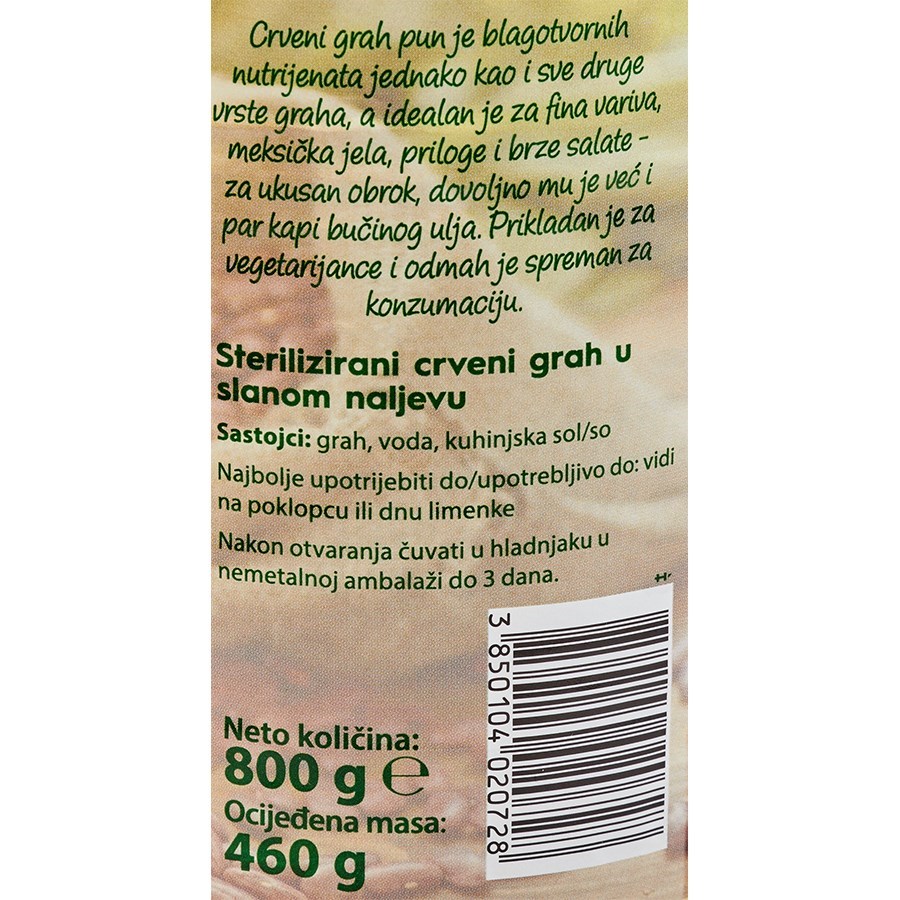 Crveni grah pun je blagotvornih
nutrijenata jednako kao i sve druge
vrste graha, a idealan je za fina variva,
meksička jela, priloge i brze salate -
za ukusan obrok, dovoljno mu je već i
par kapi bučinog ulja. Prikladan je za
vegetarijance i odmah je spreman za
konzumaciju.
Sterilizirani crveni grah u
slanom naljevu
Sastojci: grah, voda, kuhinjska sol/so
Najbolje upotrijebiti do/upotrebljivo do: vidi
na poklopcu ili dnu limenke
Nakon otvaranja čuvati u hladnjaku u
nemetalnoj ambalaži do 3 dana.
3 850104 020728
Neto količina:
800 g ℮
Ocijeđena masa:
460 g